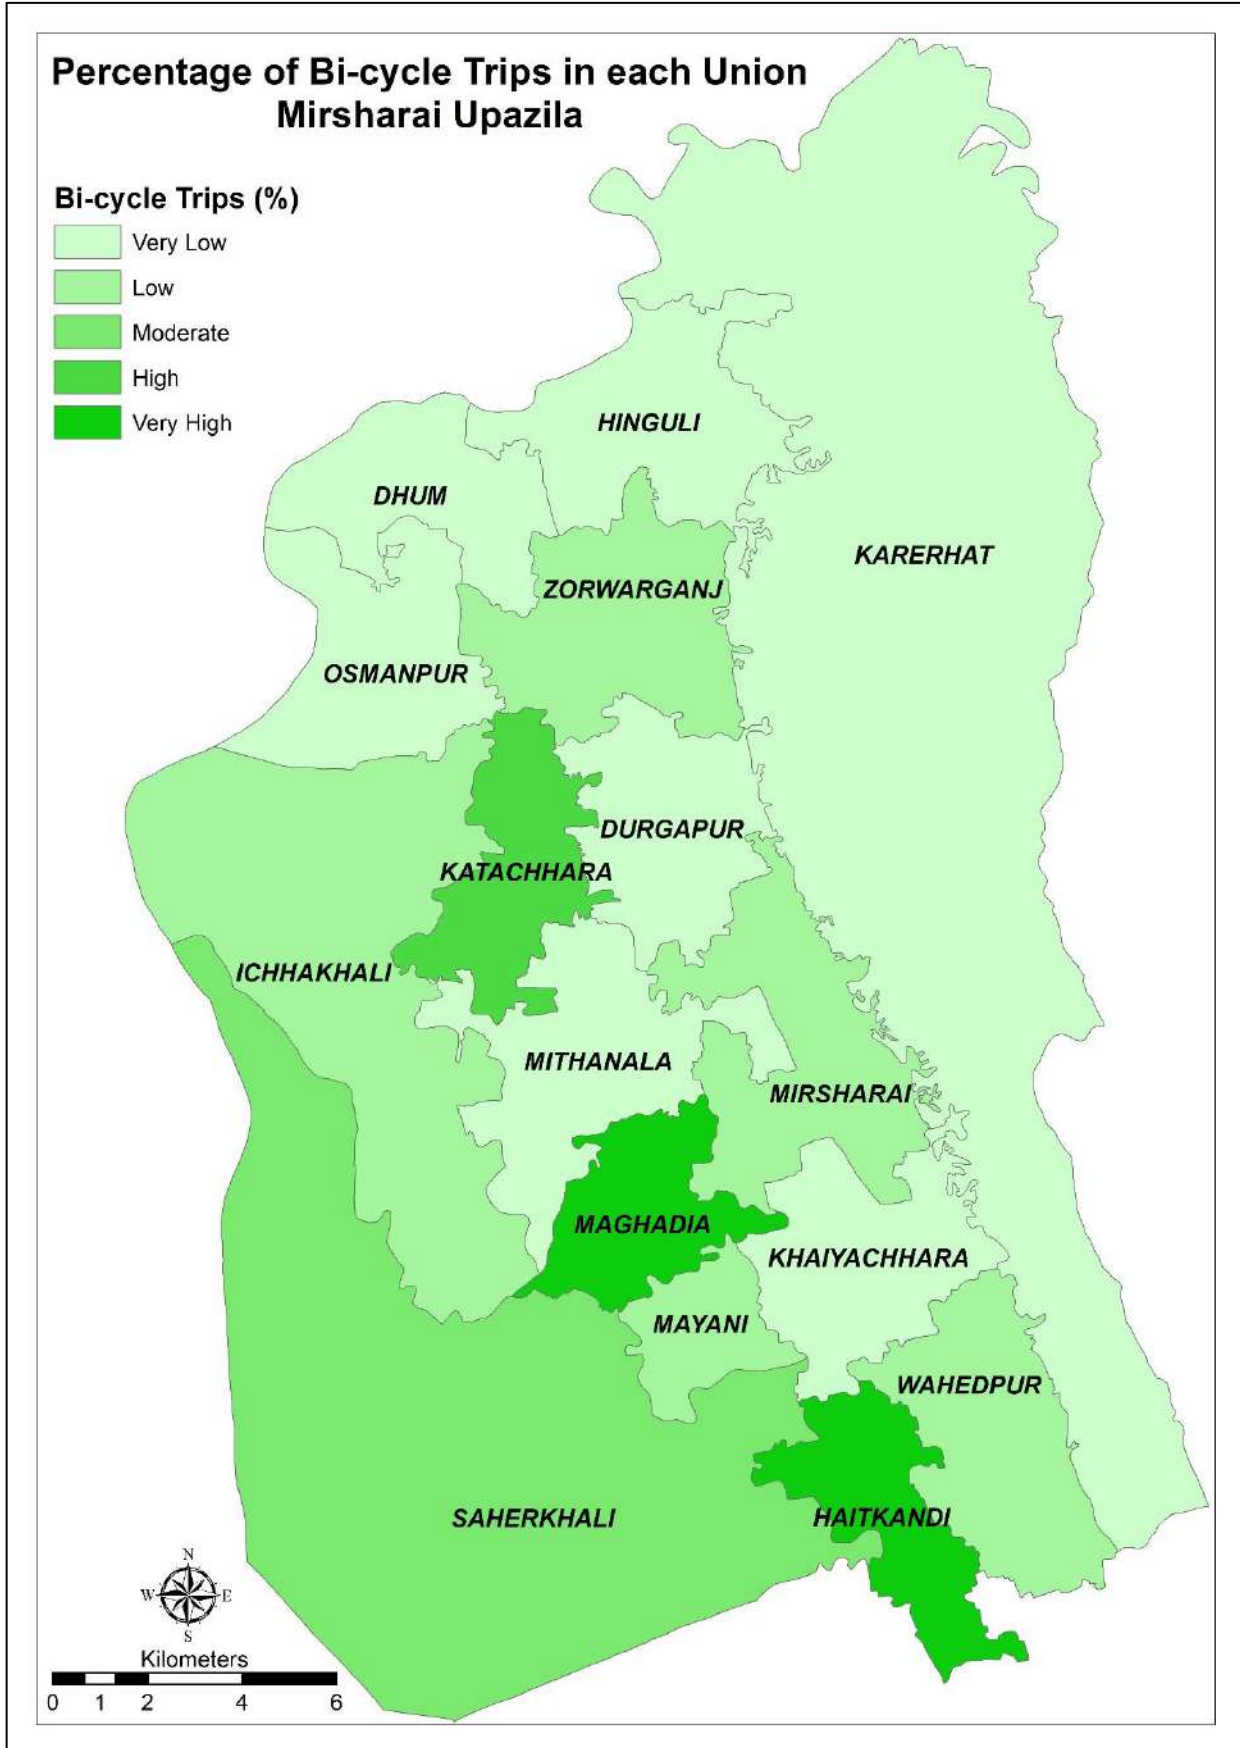 Percentage of Bi-cycle Trips in each Union
Mirsharai Upazila
Bi-cycle Trips (%)
Very Low
Low
Moderate
High
Very High
HINGULI
DHUM
KARERHAT
ZORWARGANJ
OSMANPUR
DURGAPUR
KATACHHARA
ICHHAKHALI
MITHANALA
MIRSHARAI
MAGHADIA
KHAIYACHHARA
MAYANI
WAHEDPUR
SAHERKHALI
HAITKANDI
N
W E
S
Kilometers
0 1 2 4 6